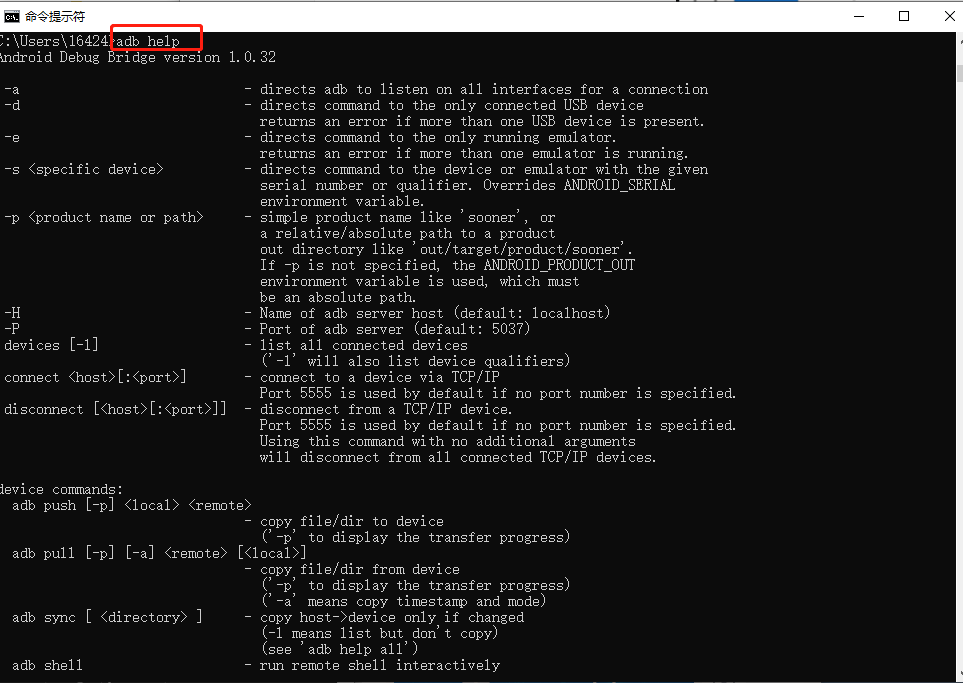 命令提示符
C:\Users\16424>adb help
Android Debug Bridge version 1.0.32
-a - directs adb to listen on all interfaces for a connection
-d - directs command to the only connected USB device
returns an error if more than one USB device is present.
-e - directs command to the only running emulator.
returns an error if more than one emulator is running.
-s <specific device> - directs command to the device or emulator with the given
serial number or qualifier. Overrides ANDROID_SERIAL
environment variable.
-p <product name or path> - simple product name like 'sooner', or
a relative/absolute path to a product
out directory like 'out/target/product/sooner'.
If -p is not specified, the ANDROID_PRODUCT_OUT
environment variable is used, which must
be an absolute path.
-H - Name of adb server host (default: localhost)
-P - Port of adb server (default: 5037)
devices [-l] - list all connected devices
('-l' will also list device qualifiers)
connect <host>[:<port>] - connect to a device via TCP/IP
Port 5555 is used by default if no port number is specified.
disconnect [<host>[:<port>]] - disconnect from a TCP/IP device.
Port 5555 is used by default if no port number is specified.
Using this command with no additional arguments
will disconnect from all connected TCP/IP devices.
device commands:
adb push [-p] <local> <remote>
- copy file/dir to device
('-p' to display the transfer progress)
adb pull [-p] [-a] <remote> [<local>]
- copy file/dir from device
('-p' to display the transfer progress)
('-a' means copy timestamp and mode)
adb sync [ <directory> ] - copy host->device only if changed
(-l means list but don't copy)
(see 'adb help all')
adb shell - run remote shell interactively